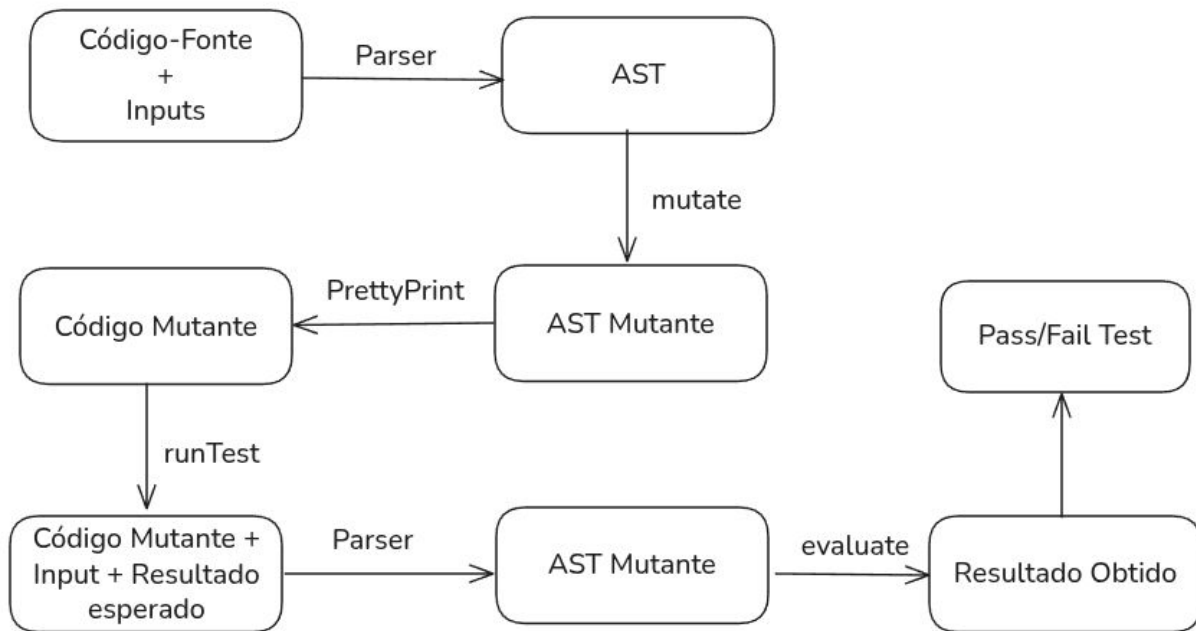 Código-Fonte
+
Inputs
Parser
AST
mutate
AST Mutante
PrettyPrint
Código Mutante
runTest
Código Mutante +
Input + Resultado
esperado
Parser
AST Mutante
evaluate
Resultado Obtido
Pass/Fail Test